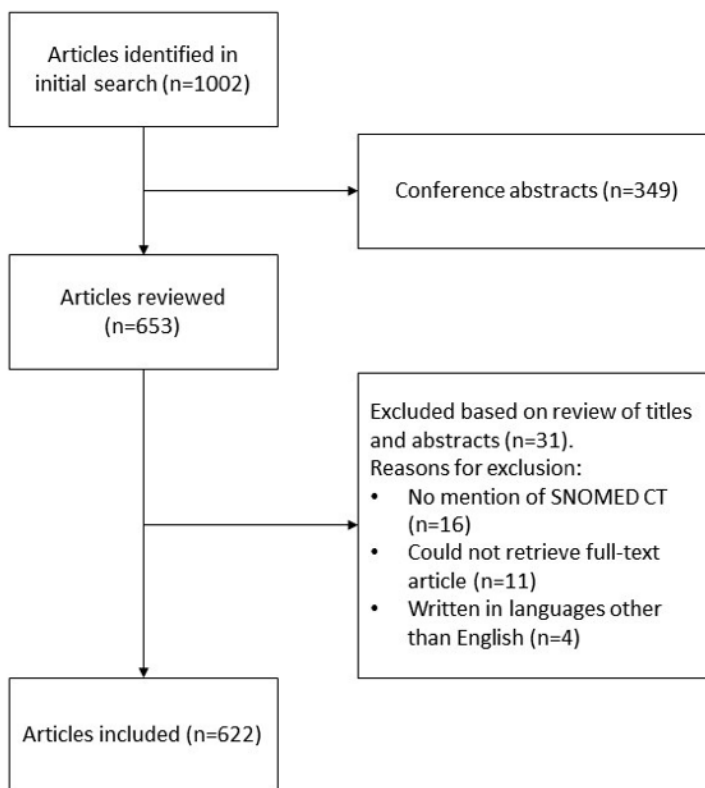 Articles identified in
initial search (n=1002)
Conference abstracts (n=349)
Articles reviewed
(n=653)
Excluded based on review of titles
and abstracts (n=31).
Reasons for exclusion:
• No mention of SNOMED CT
(n=16)
• Could not retrieve full-text
article (n=11)
• Written in languages other
than English (n=4)
Articles included (n=622)